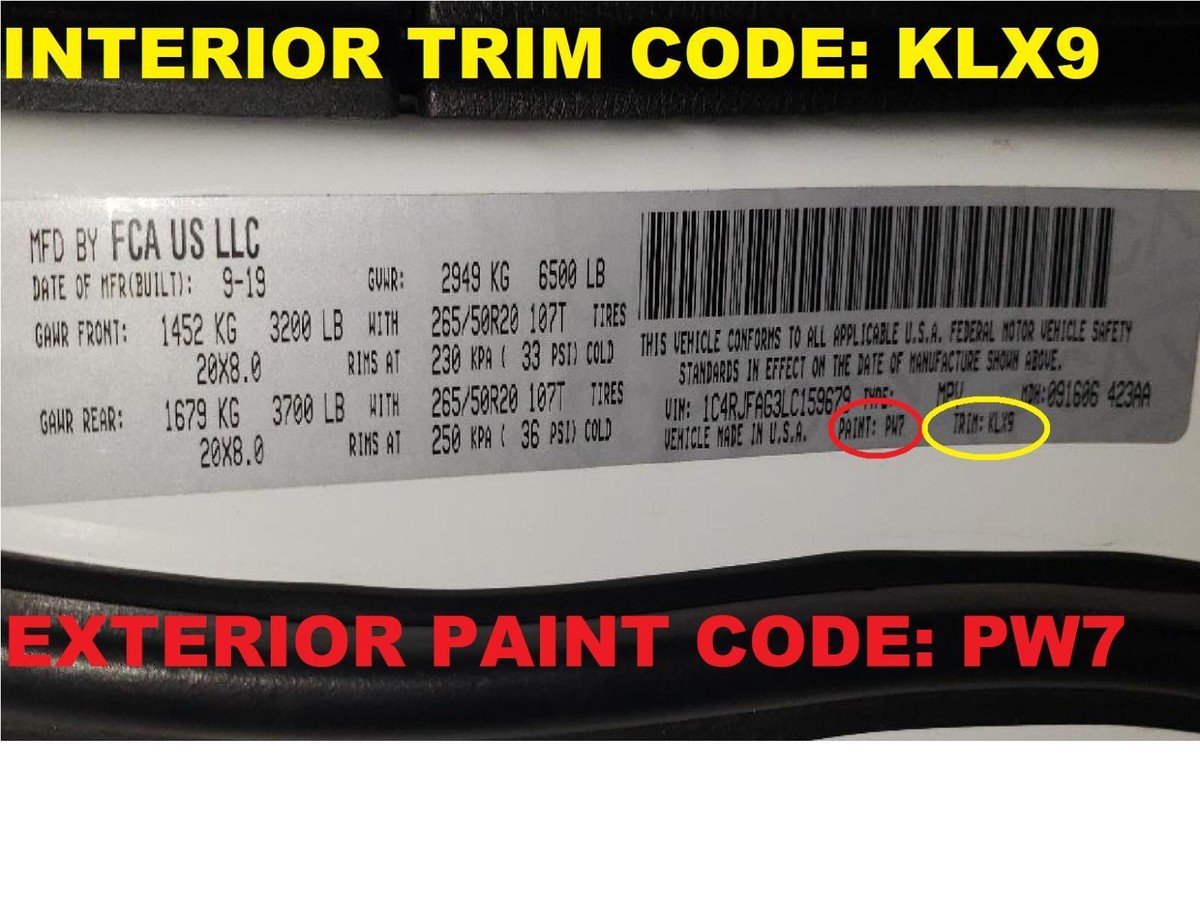 INTERIOR TRIM CODE: KLX9
MFD BY FCA US LLC
DATE OF MFR(BUILT): 9-19 GVWR: 2949 KG 6500 LB
GAWR FRONT: 1452 KG 3200 LB WITH 265/50R20 107T TIRES
20X8.0 RIMS AT 230 KPA ( 33 PSI) COLD
GAWR REAR: 1679 KG 3700 LB WITH 265/50R20 107T TIRES
20X8.0 RIMS AT 250 KPA ( 36 PSI) COLD
THIS VEHICLE CONFORMS TO ALL APPLICABLE U.S.A. FEDERAL MOTOR VEHICLE SAFETY
STANDARDS IN EFFECT ON THE DATE OF MANUFACTURE SHOWN ABOVE.
VIN: 1C4RJFAG3LC159679 TYPE: MPV MDH:091606 423AA
VEHICLE MADE IN U.S.A. PAINT: PW7 TRIM: KLX9
EXTERIOR PAINT CODE: PW7